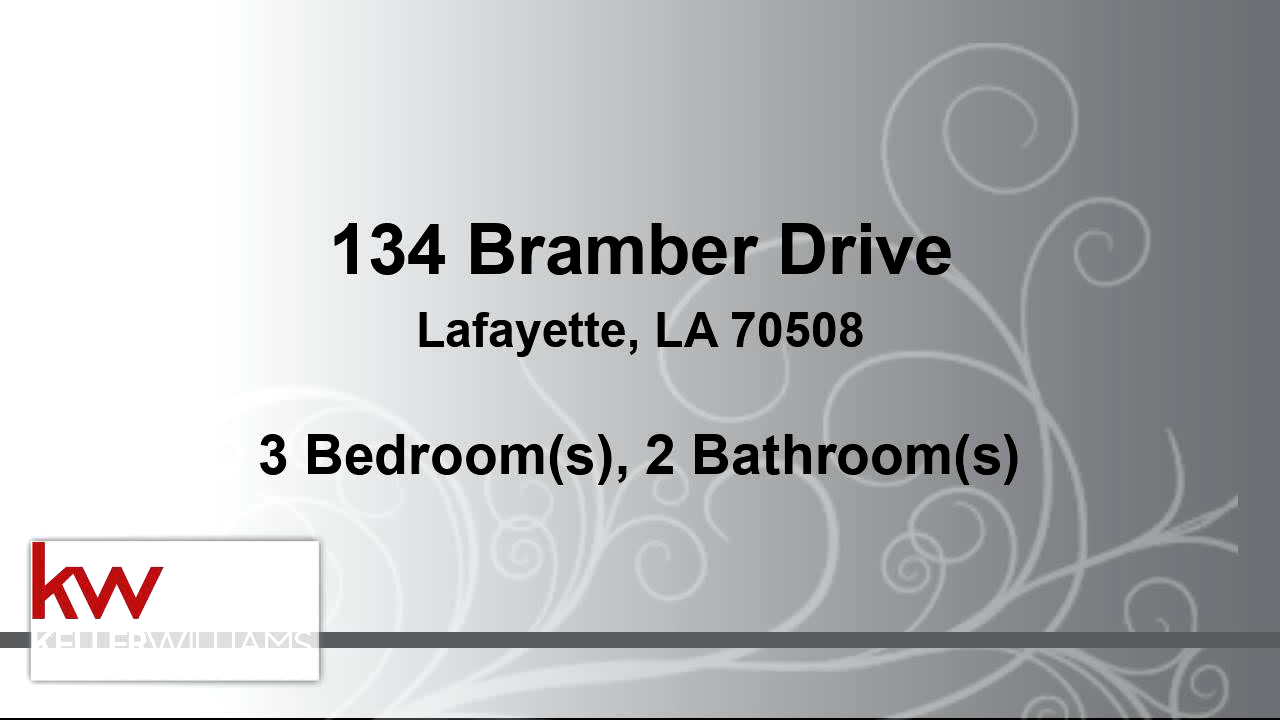 134 Bramber Drive
Lafayette, LA 70508
3 Bedroom(s), 2 Bathroom(s)
kw
KELLERWILLIAMS